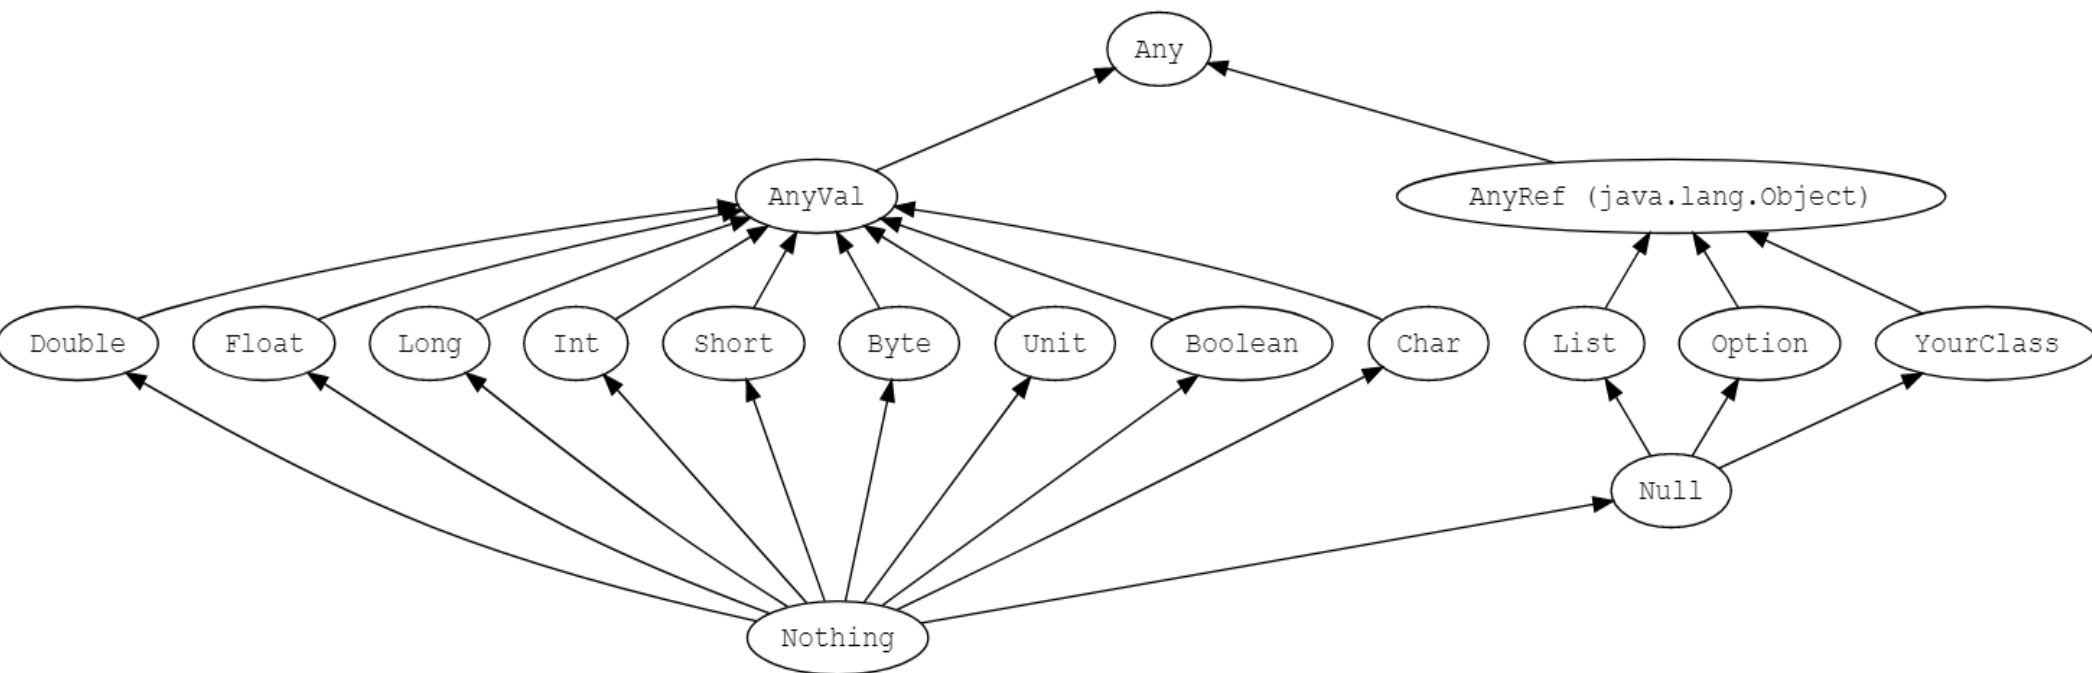 Any
AnyVal
AnyRef (java.lang.Object)
Double
Float
Long
Int
Short
Byte
Unit
Boolean
Char
List
Option
YourClass
Null
Nothing